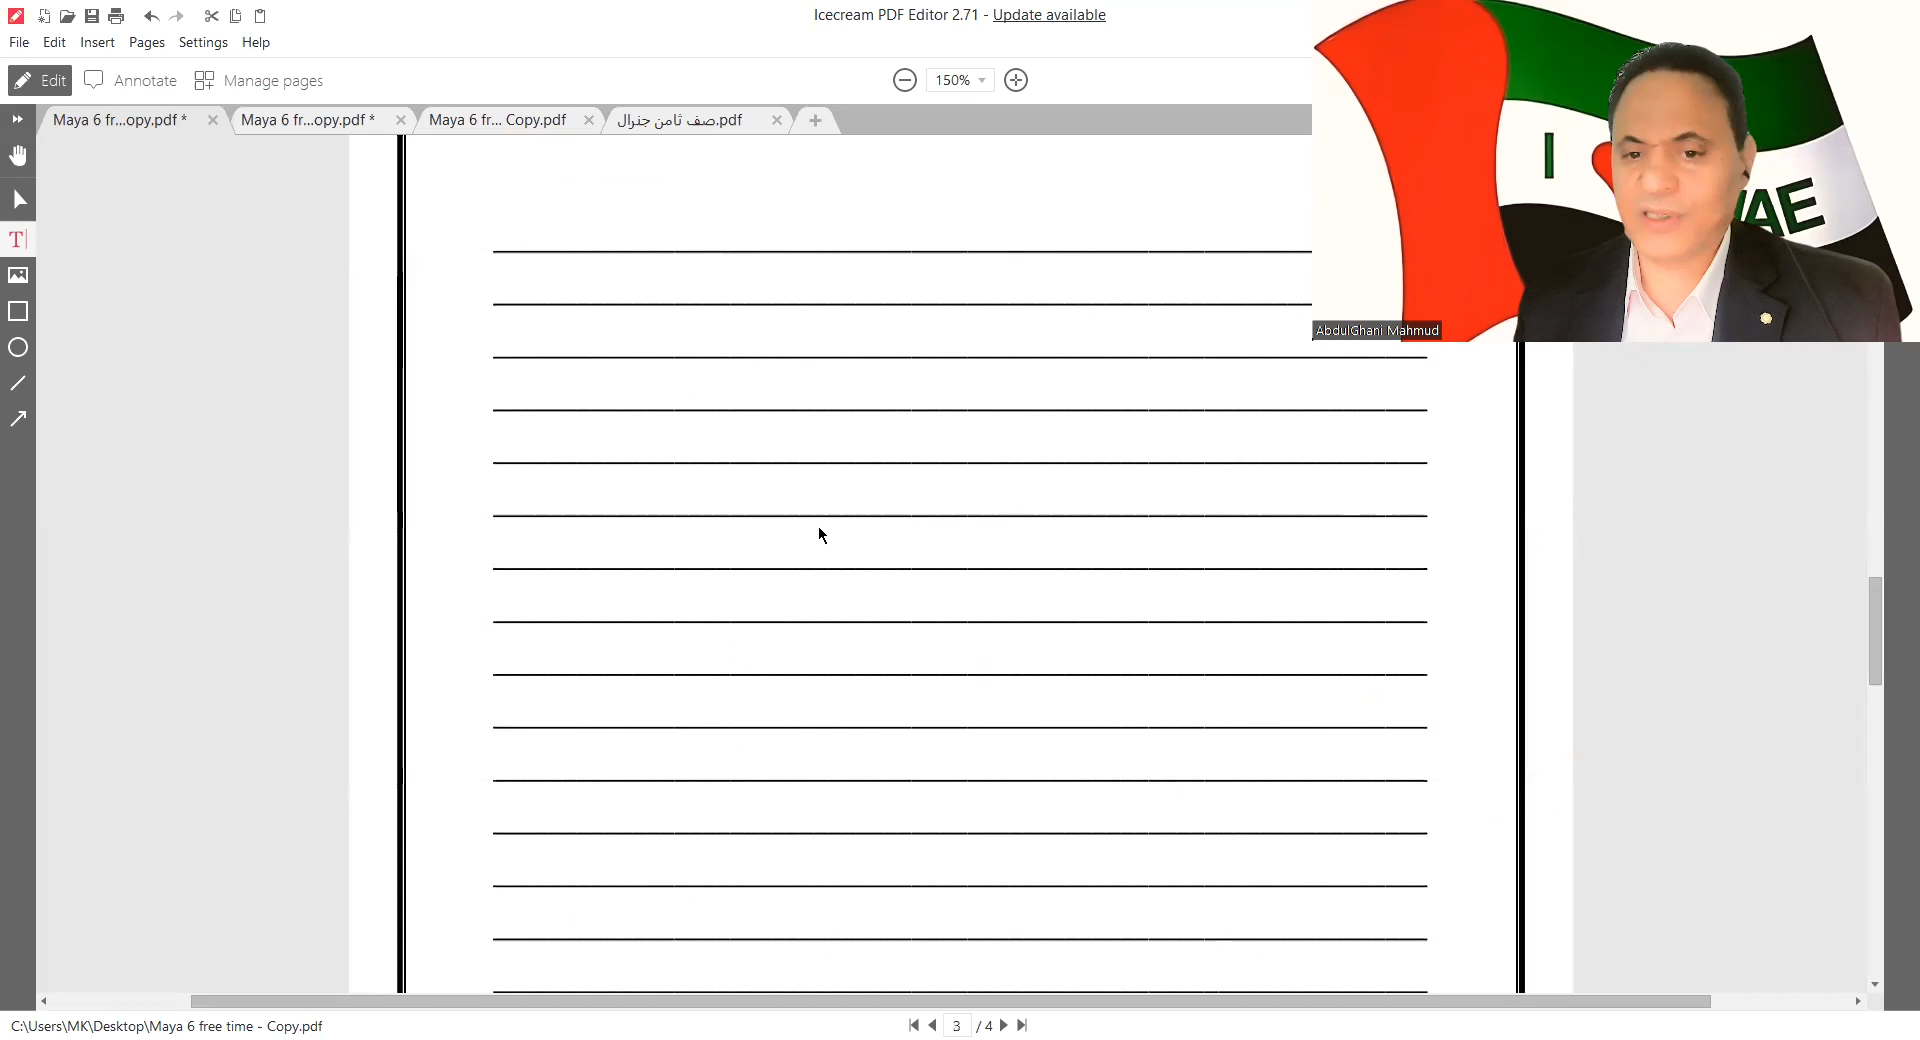 Icecream PDF Editor 2.71 - Update available
File Edit Insert Pages Settings Help
Edit Annotate Manage pages
150%
Maya 6 fr...opy.pdf *
Maya 6 fr...opy.pdf *
Maya 6 fr... Copy.pdf
صف ثامن جنرال.pdf
T
I
UAE
AbdulGhani Mahmud
C:\Users\MK\Desktop\Maya 6 free time - Copy.pdf
3 / 4